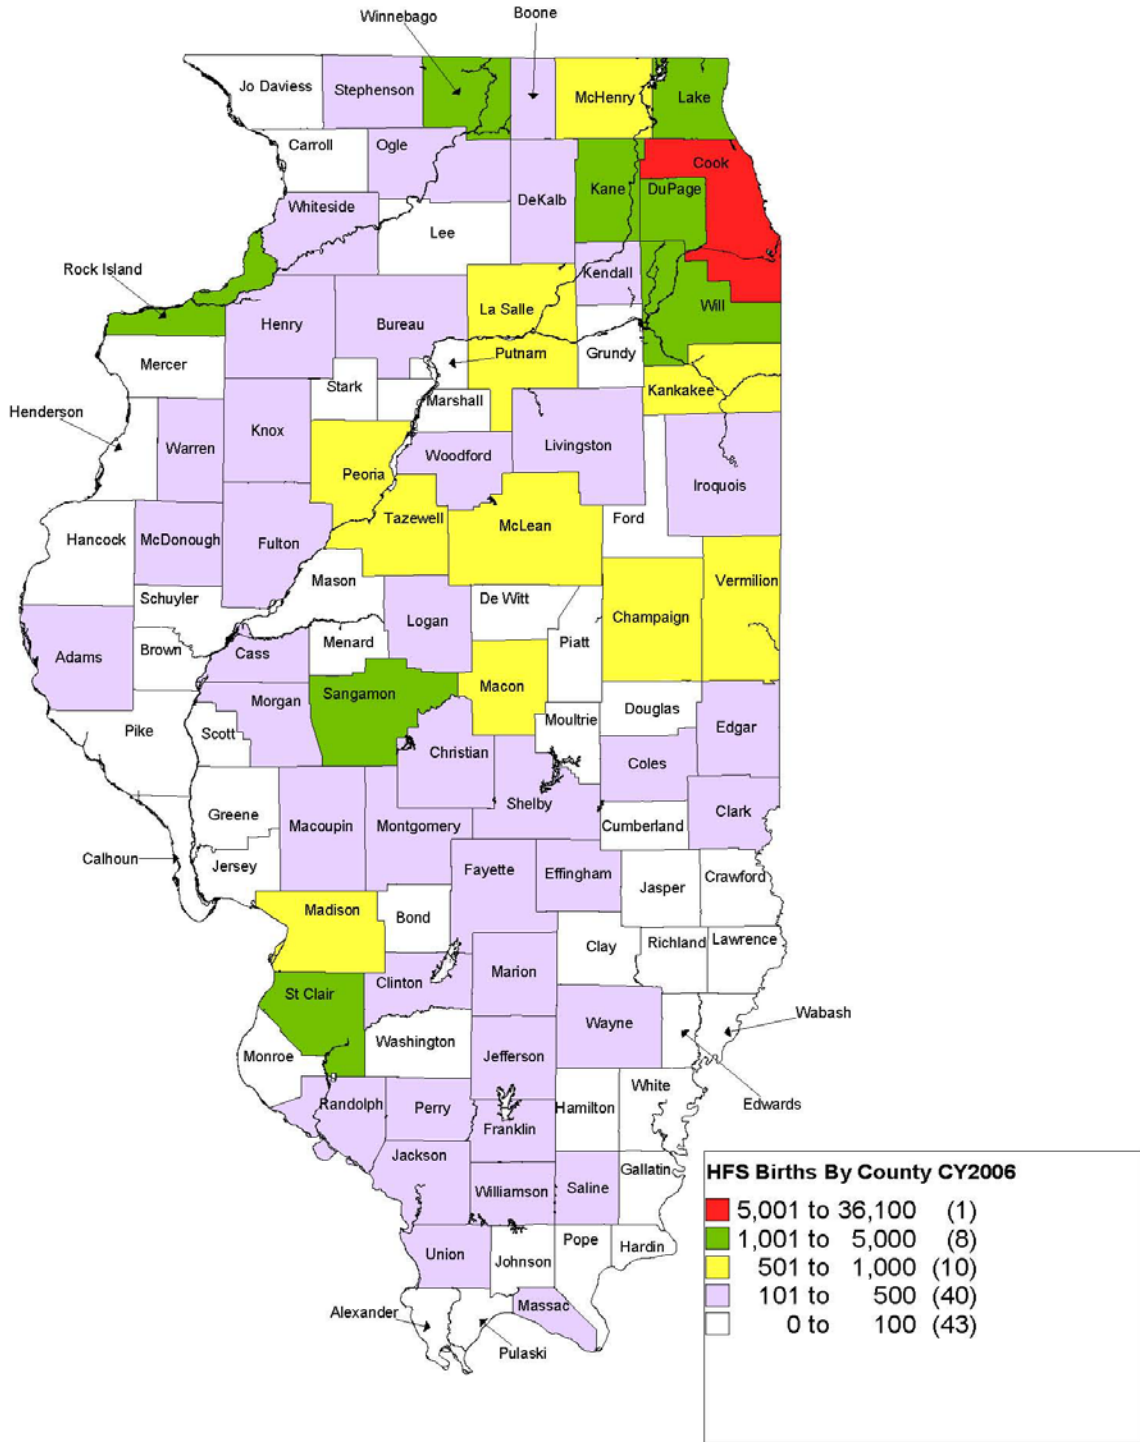 Winnebago
Boone
Jo Daviess
Stephenson
McHenry
Lake
Carroll
Ogle
Cook
Whiteside
DeKalb
Kane
DuPage
Lee
Rock Island
Kendall
La Salle
Will
Henry
Bureau
Putnam
Grundy
Mercer
Stark
Kankakee
Marshall
Henderson
Knox
Warren
Woodford
Livingston
Peoria
Iroquois
Tazewell
McLean
Ford
Hancock
McDonough
Fulton
Mason
Vermilion
Schuyler
De Witt
Logan
Champaign
Menard
Piatt
Brown
Cass
Adams
Macon
Sangamon
Morgan
Douglas
Moultrie
Edgar
Pike
Scott
Christian
Coles
Shelby
Clark
Greene
Macoupin
Montgomery
Cumberland
Calhoun
Jersey
Fayette
Effingham
Jasper
Crawford
Madison
Bond
Clay
Richland
Lawrence
Marion
Clinton
St Clair
Wabash
Wayne
Washington
Monroe
Jefferson
White
Edwards
Randolph
Perry
Hamilton
Franklin
Jackson
Gallatin
Williamson
Saline
Pope
Hardin
Union
Johnson
Massac
Alexander
Pulaski
HFS Births By County CY2006
5,001 to 36,100 (1)
1,001 to 5,000 (8)
501 to 1,000 (10)
101 to 500 (40)
0 to 100 (43)